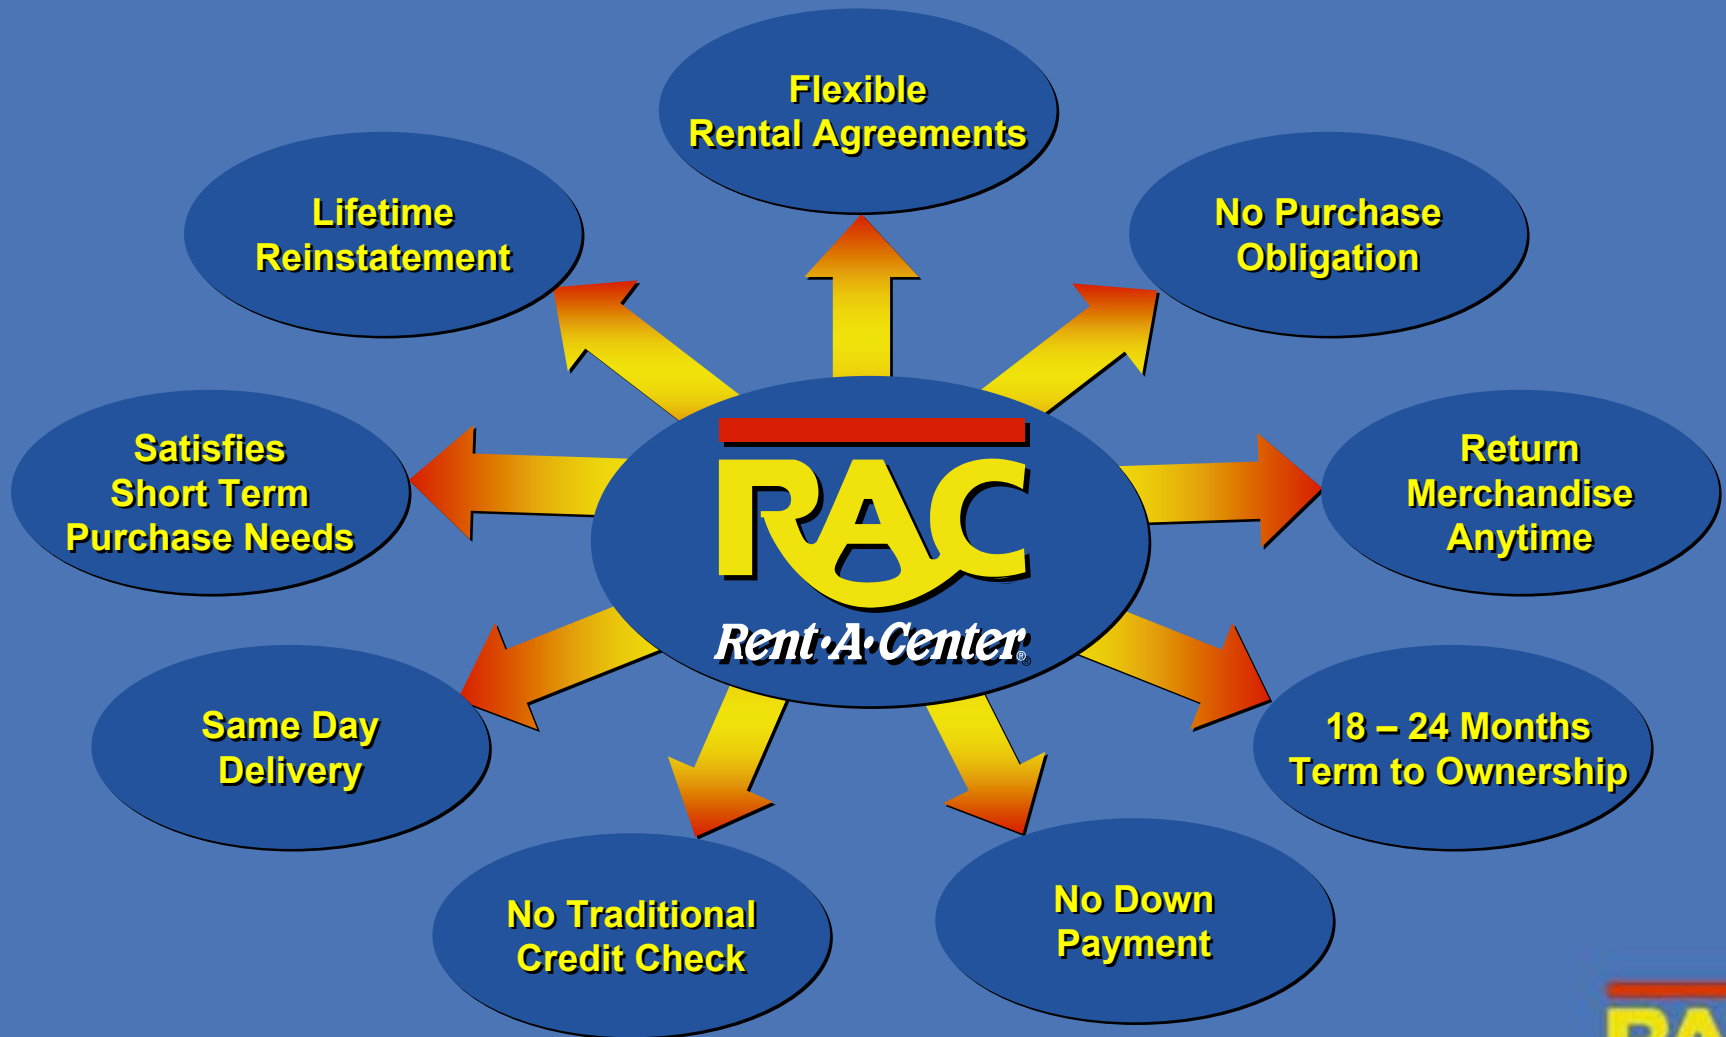 Flexible
Rental Agreements
Lifetime
Reinstatement
No Purchase
Obligation
Satisfies
Short Term
Purchase Needs
RAC
Rent•A•Center®
Return
Merchandise
Anytime
Same Day
Delivery
18 – 24 Months
Term to Ownership
No Traditional
Credit Check
No Down
Payment